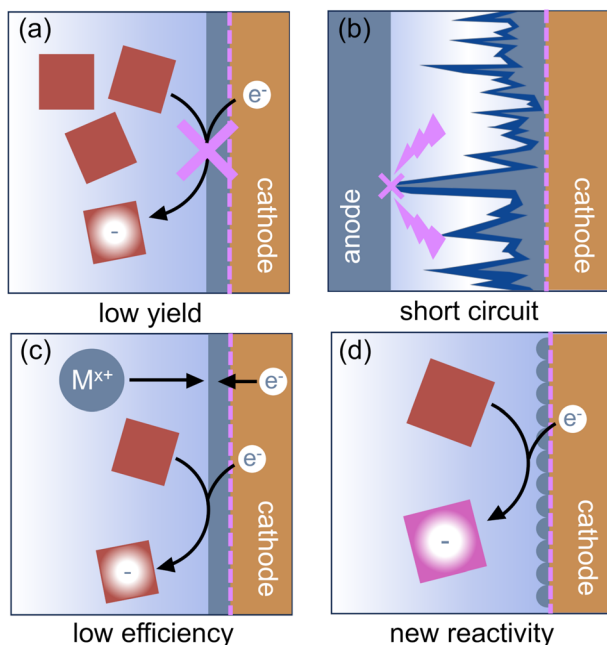 (a)
e-
cathode
-
low yield
(b)
anode
cathode
short circuit
(c)
Mx+
e-
e-
cathode
-
low efficiency
(d)
e-
cathode
-
new reactivity